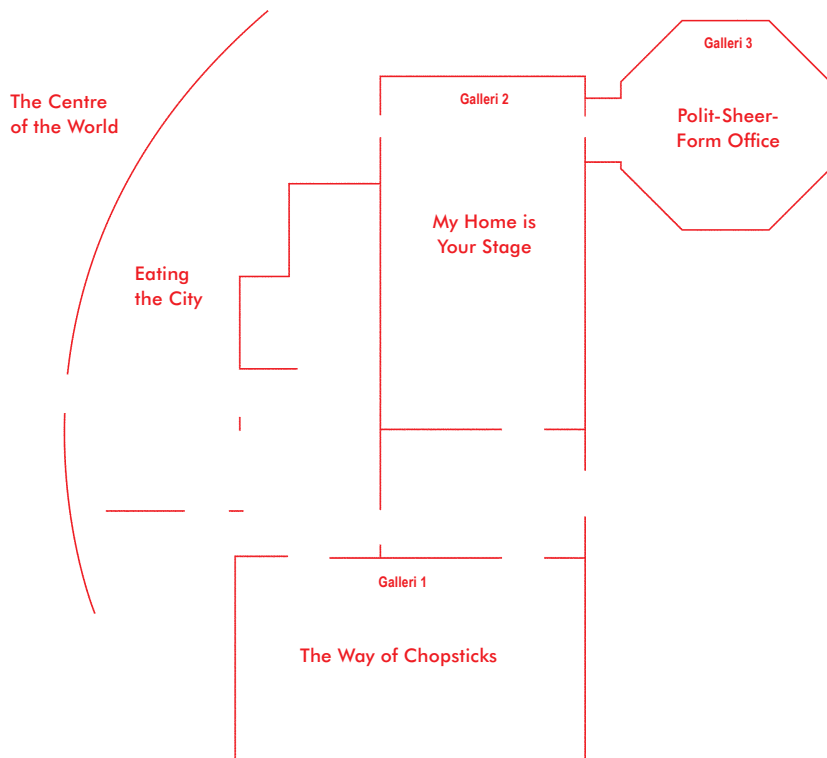 Galleri 3
Polit-Sheer-
Form Office
Galleri 2
The Centre
of the World
My Home is
Your Stage
Eating
the City
Galleri 1
The Way of Chopsticks